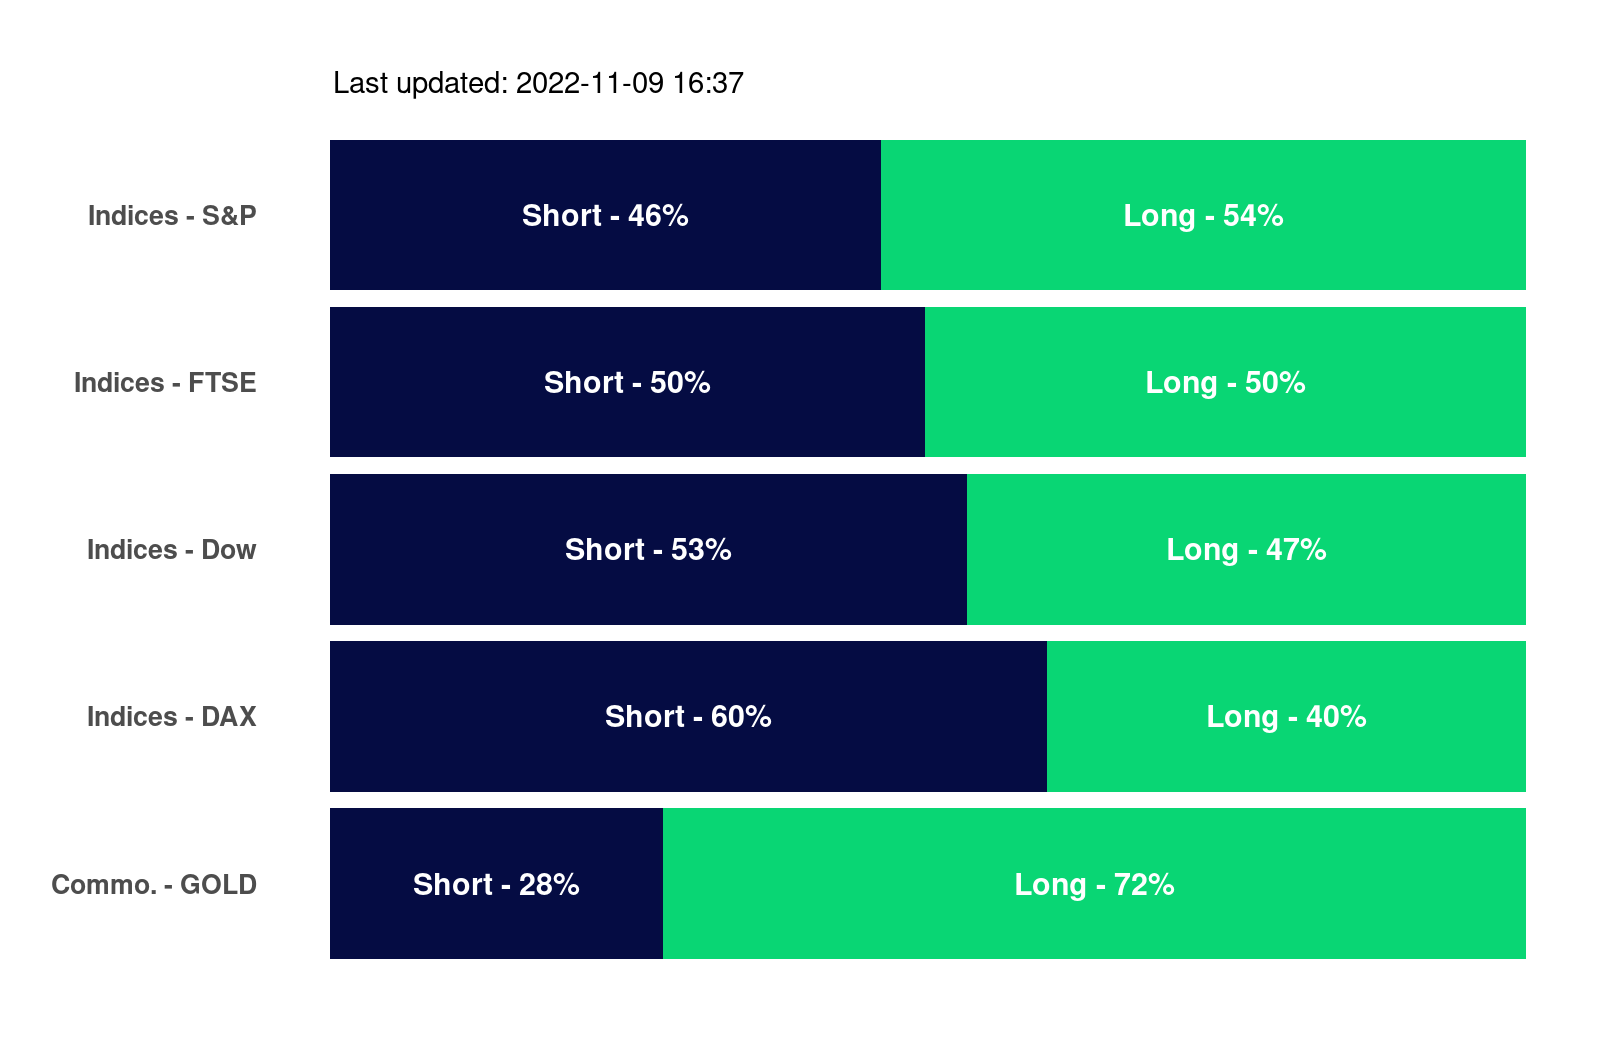 Last updated: 2022-11-09 16:37
Indices - S&P Short - 46% Long - 54%
Indices - FTSE Short - 50% Long - 50%
Indices - Dow Short - 53% Long - 47%
Indices - DAX Short - 60% Long - 40%
Commo. - GOLD Short - 28% Long - 72%